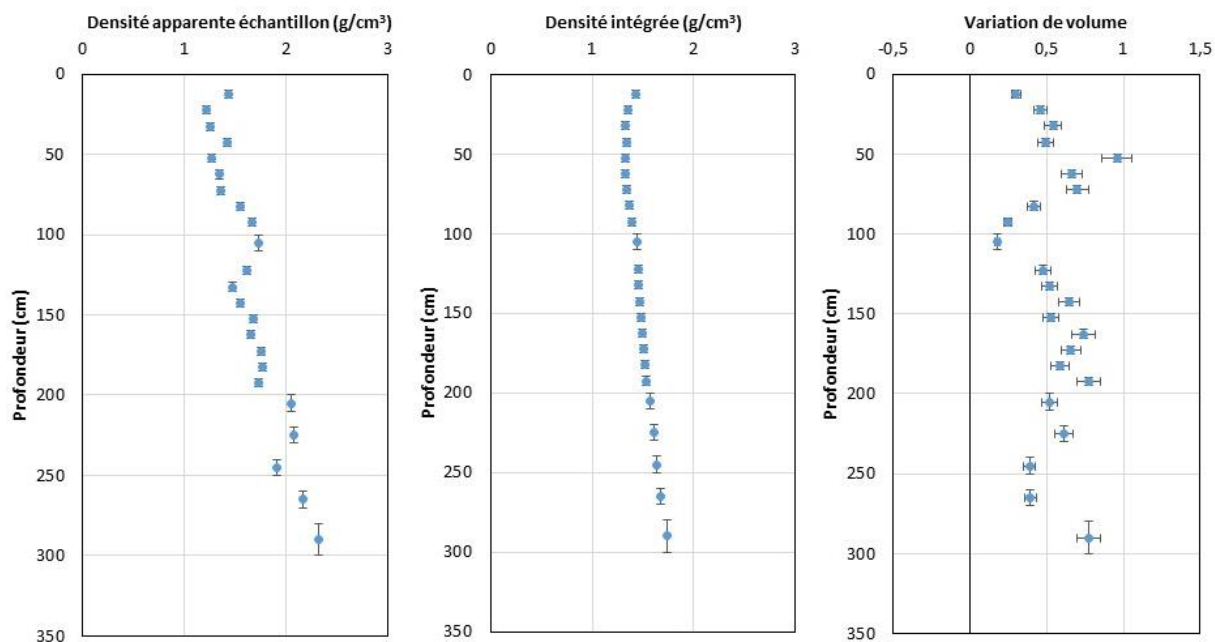 Densité apparente échantillon (g/cm³)
0 1 2 3
0
50
100
150
200
250
300
350
Profondeur (cm)
Densité intégrée (g/cm³)
0 1 2 3
0
50
100
150
200
250
300
350
Profondeur (cm)
Variation de volume
-0,5 0 0,5 1 1,5
0
50
100
150
200
250
300
350
Profondeur (cm)